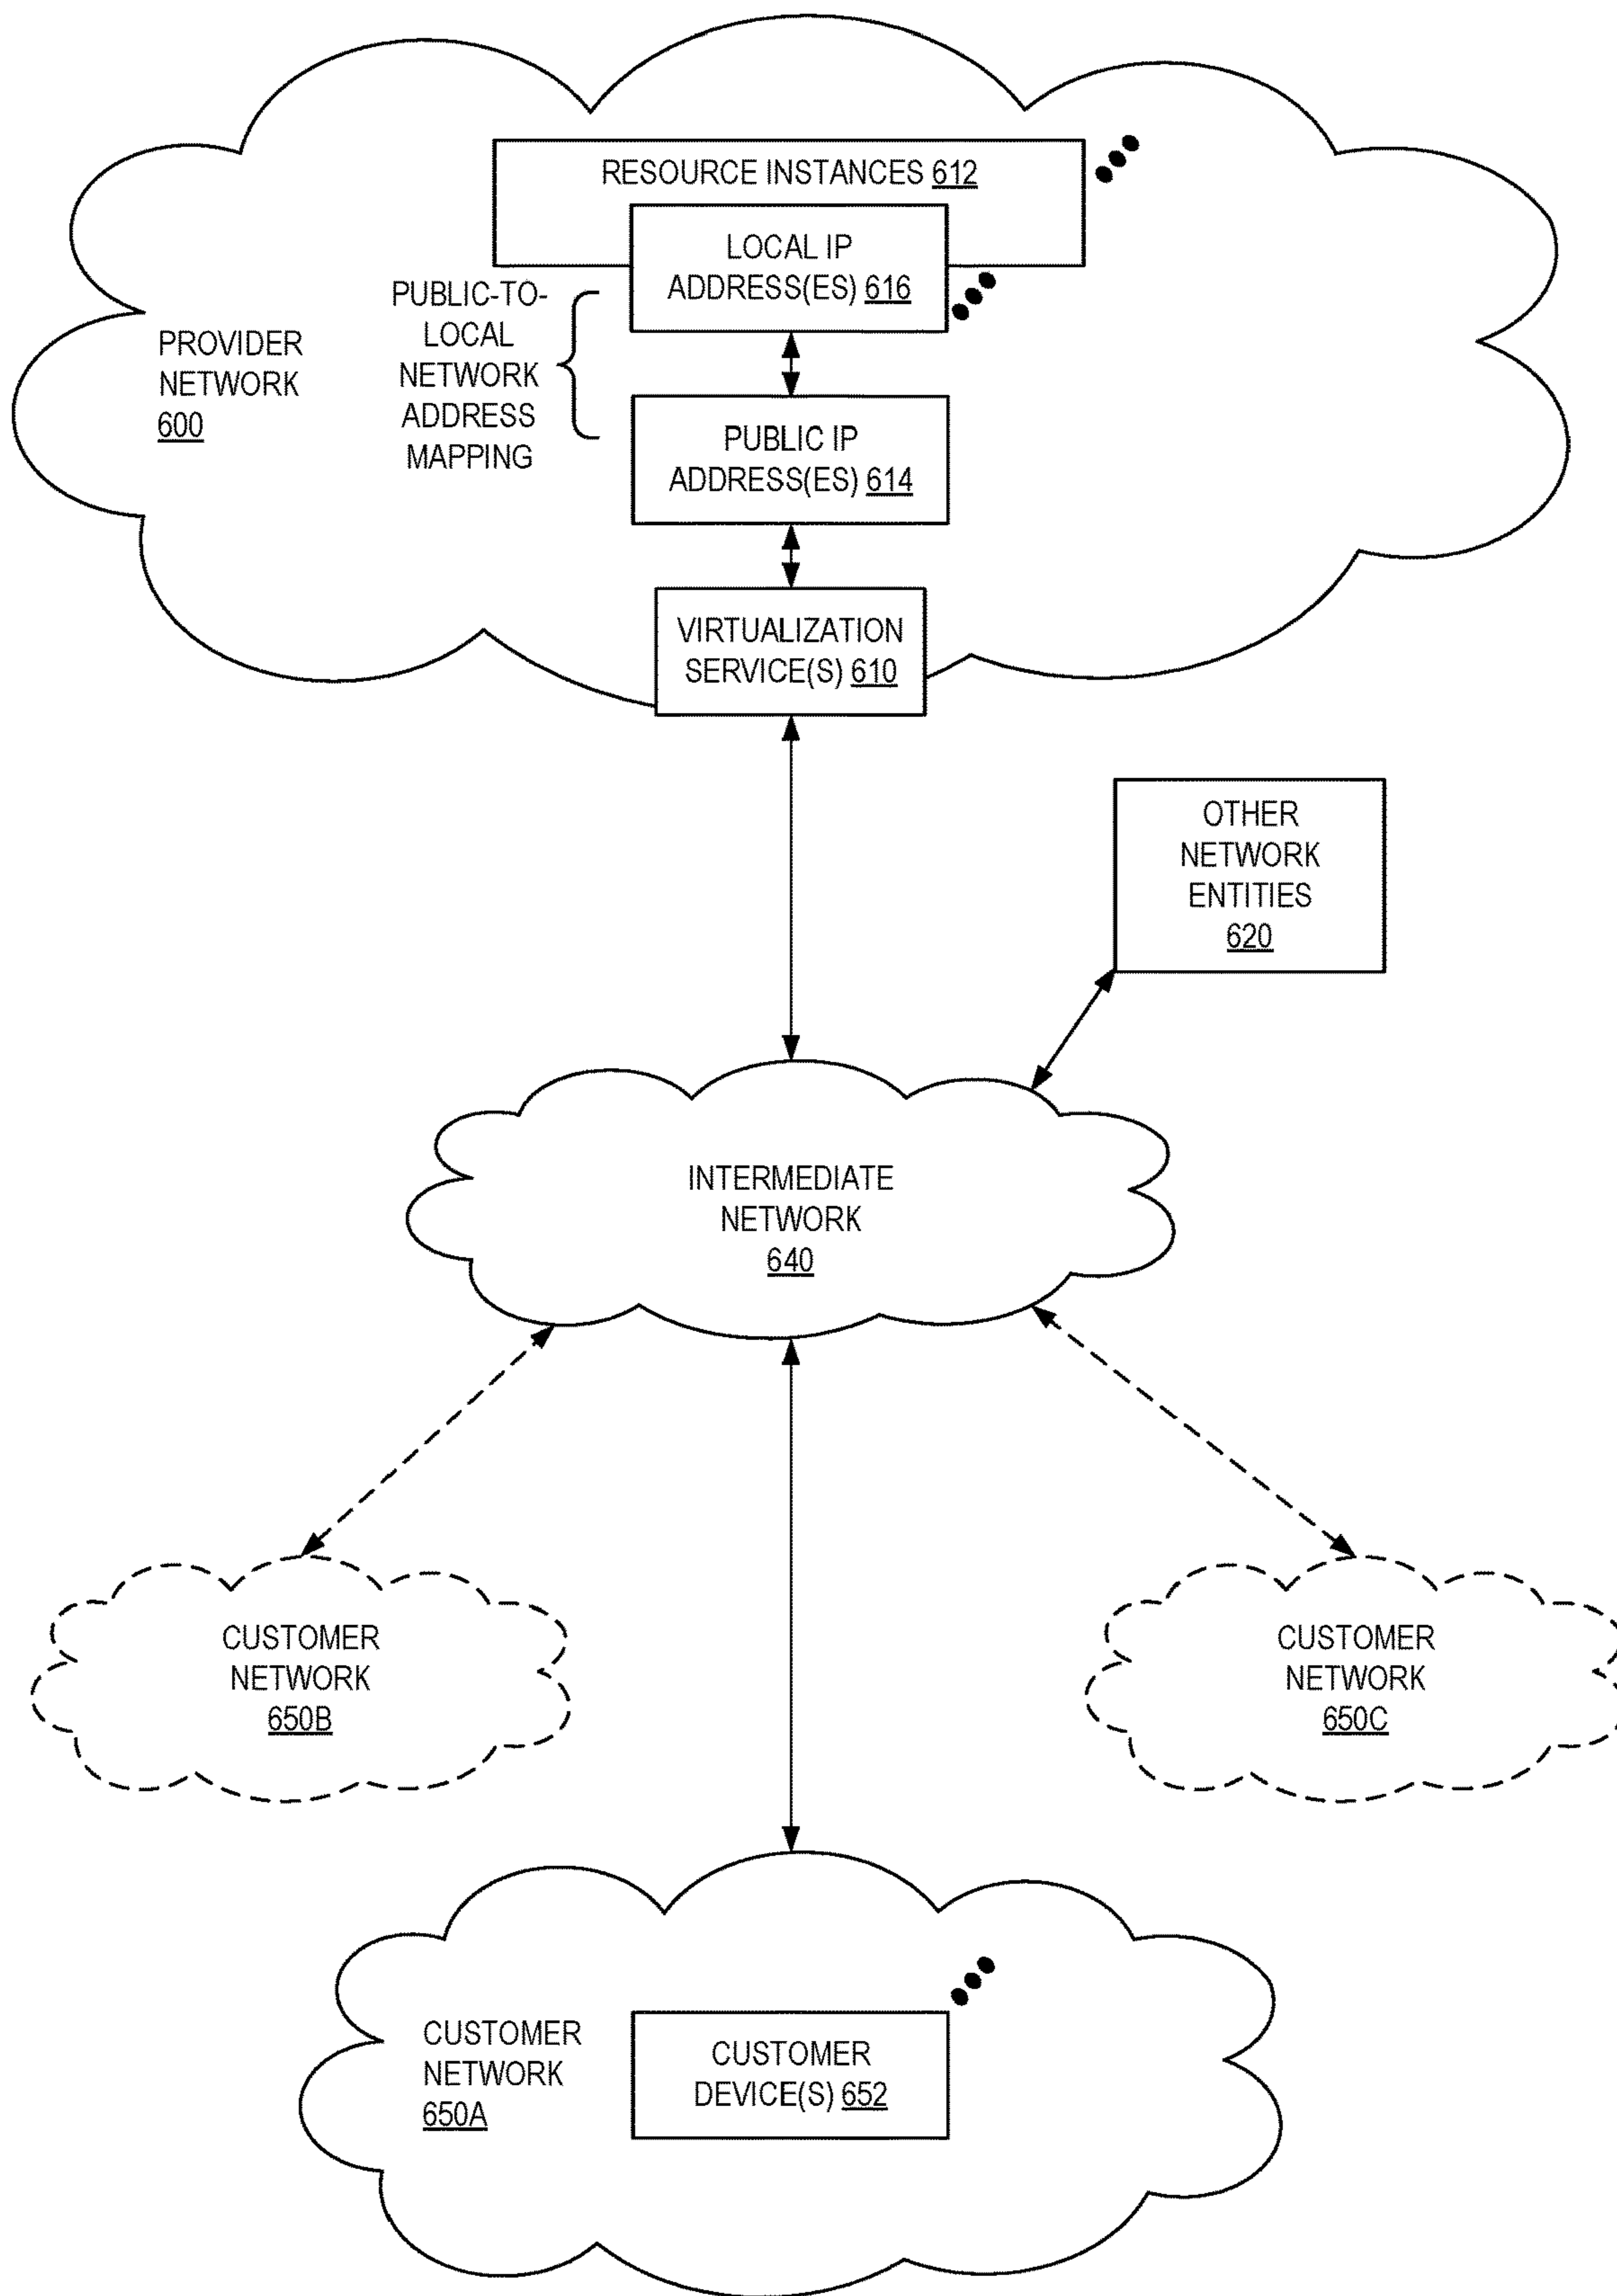 RESOURCE INSTANCES 612
LOCAL IP
ADDRESS(ES) 616
PUBLIC-TO-
LOCAL
NETWORK
ADDRESS
MAPPING
PROVIDER
NETWORK
600
PUBLIC IP
ADDRESS(ES) 614
VIRTUALIZATION
SERVICE(S) 610
OTHER
NETWORK
ENTITIES
620
INTERMEDIATE
NETWORK
640
CUSTOMER
NETWORK
650B
CUSTOMER
NETWORK
650C
CUSTOMER
NETWORK
650A
CUSTOMER
DEVICE(S) 652